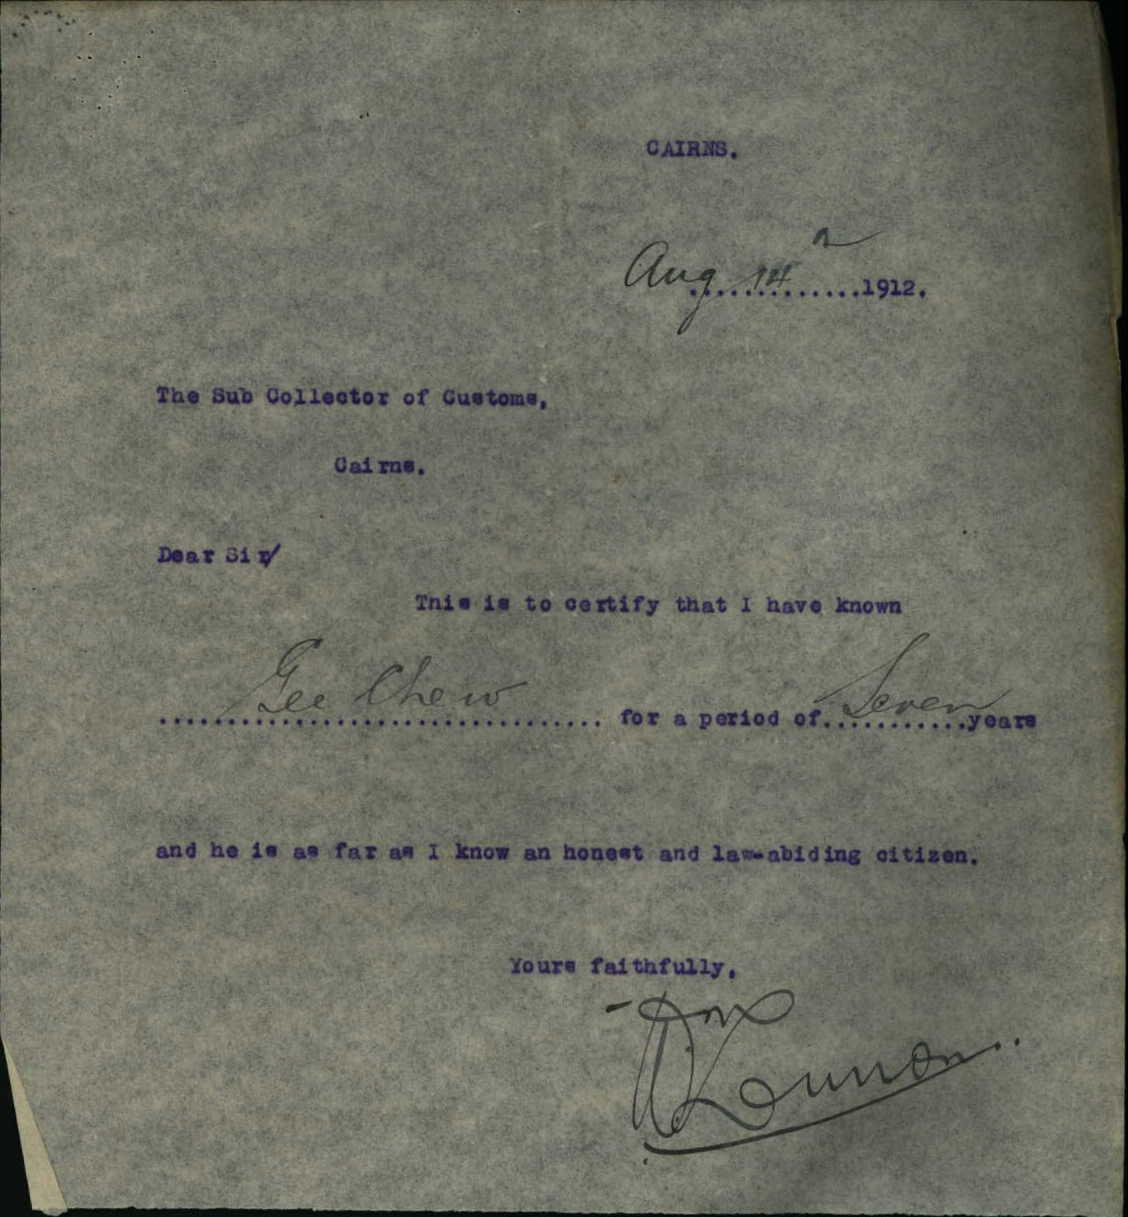 CAIRNS.
Aug 14th 1912.
The Sub Collector of Customs,
Cairns.
Dear Sir/
This is to certify that I have known
Gee Chew for a period of Seven years
and he is as far as I know an honest and law-abiding citizen.
Yours faithfully,
Lennon